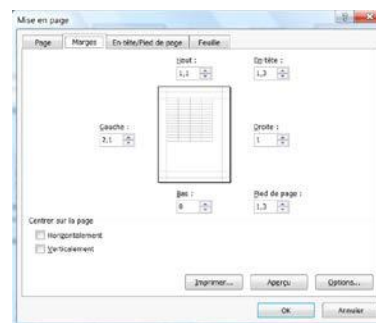 Mise en page
Page Marges En-tête/Pied de page Feuille
Haut : En-tête :
1,1 1,3
Gauche : Droite :
2,1 1
Bas : Pied de page :
8 1,3
Centrer sur la page
Horizontalement
Verticalement
Imprimer... Aperçu Options...
OK Annuler